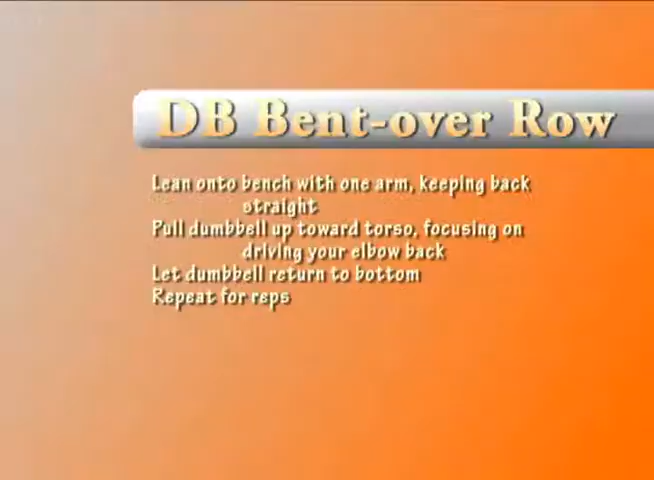 DB Bent-over Row
Lean onto bench with one arm, keeping back
straight
Pull dumbbell up toward torso, focusing on
driving your elbow back
Let dumbbell return to bottom
Repeat for reps